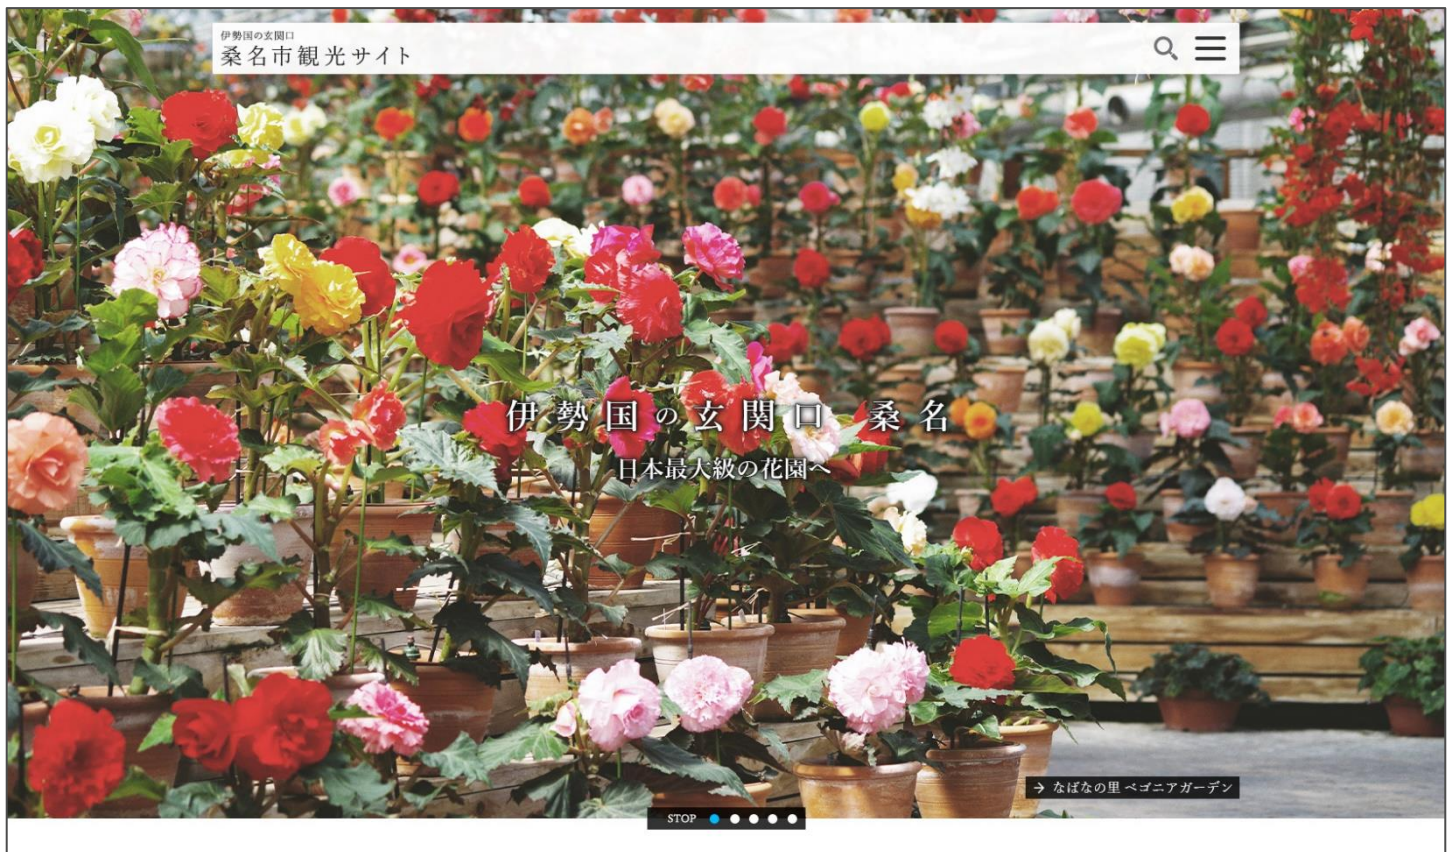 伊勢国の玄関口
桑名市観光サイト
伊勢国の玄関口 桑名
日本最大級の花園へ
→ なばなの里 ベゴニアガーデン
STOP